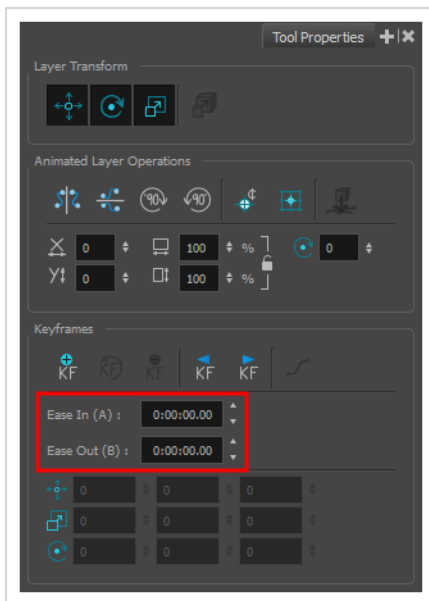 Tool Properties
Layer Transform
Animated Layer Operations
90 90
X 0 100 % 0
Y 0 100 %
Keyframes
KF KF KF KF KF
Ease In (A) : 0:00:00.00
Ease Out (B) : 0:00:00.00
0 0 0
0 0 0
0 0 0